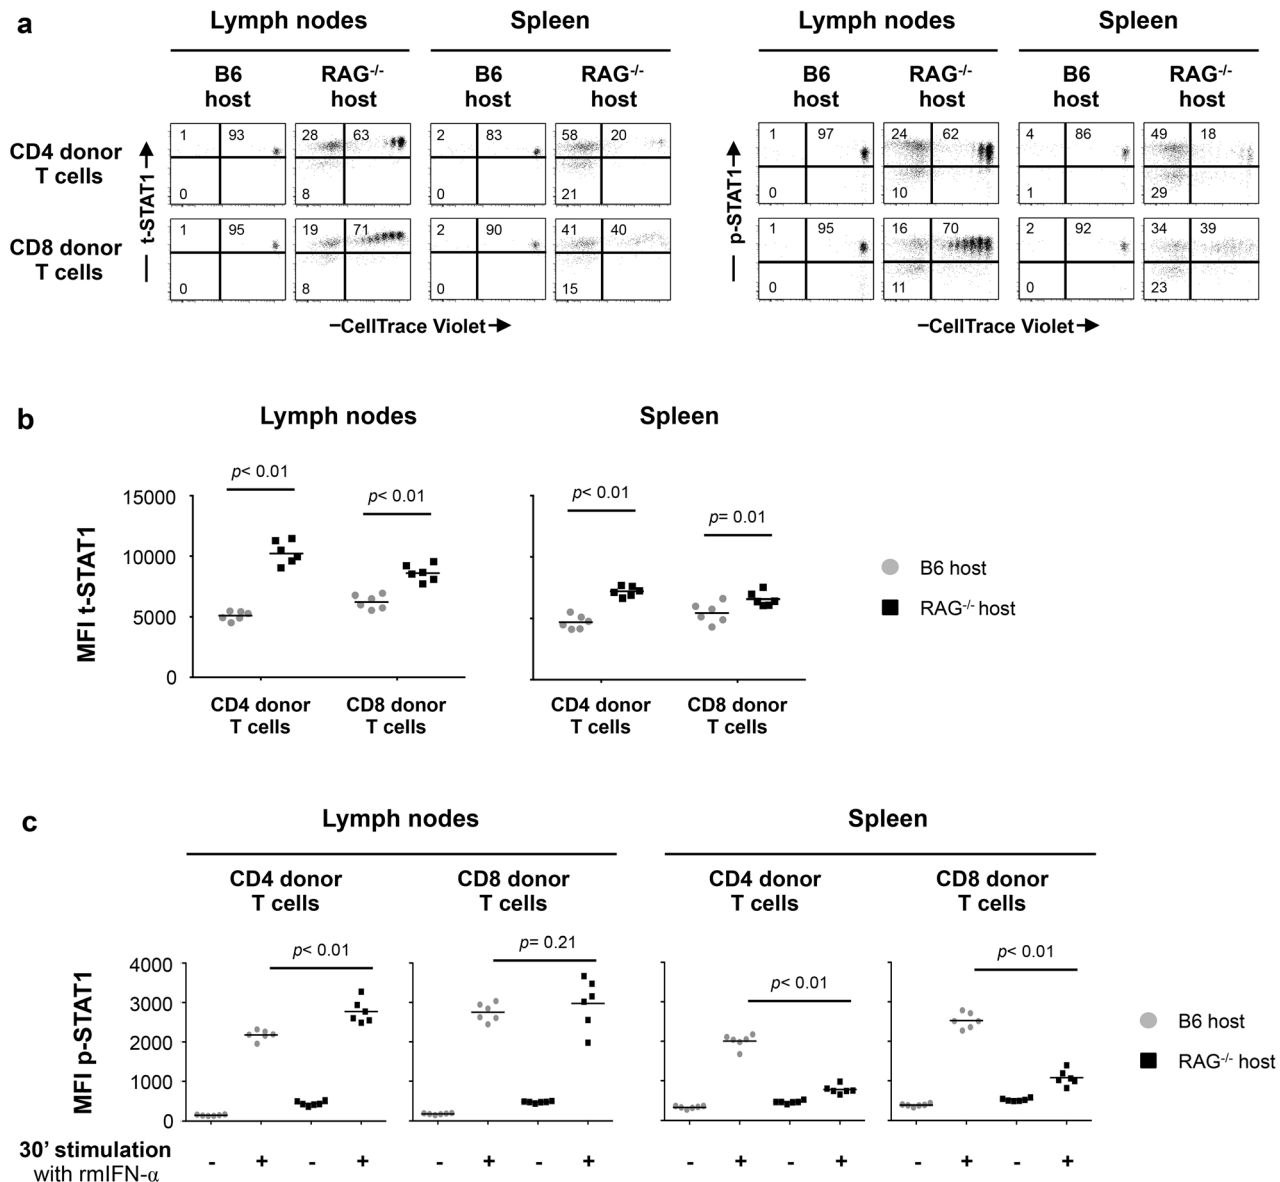 a
Lymph nodes Spleen Lymph nodes Spleen
B6 host RAG-/- host B6 host RAG-/- host B6 host RAG-/- host B6 host RAG-/- host
CD4 donor T cells
1 93 28 63 2 83 58 20 1 97 24 62 4 86 49 18
0 8 0 21 0 10 1 29
t-STAT1
p-STAT1
CD8 donor T cells
1 95 19 71 2 90 41 40 1 95 16 70 2 92 34 39
0 8 0 15 0 11 0 23
CellTrace Violet CellTrace Violet
b
Lymph nodes Spleen
p< 0.01 p< 0.01 p< 0.01 p= 0.01
MFI t-STAT1
15000
10000
5000
0
CD4 donor T cells CD8 donor T cells CD4 donor T cells CD8 donor T cells
B6 host
RAG-/- host
c
Lymph nodes Spleen
CD4 donor T cells CD8 donor T cells CD4 donor T cells CD8 donor T cells
p< 0.01 p= 0.21 p< 0.01 p< 0.01
MFI p-STAT1
4000
3000
2000
1000
0
B6 host
RAG-/- host
30’ stimulation
with rmIFN-α
- + - + - + - + - + - + - + - +